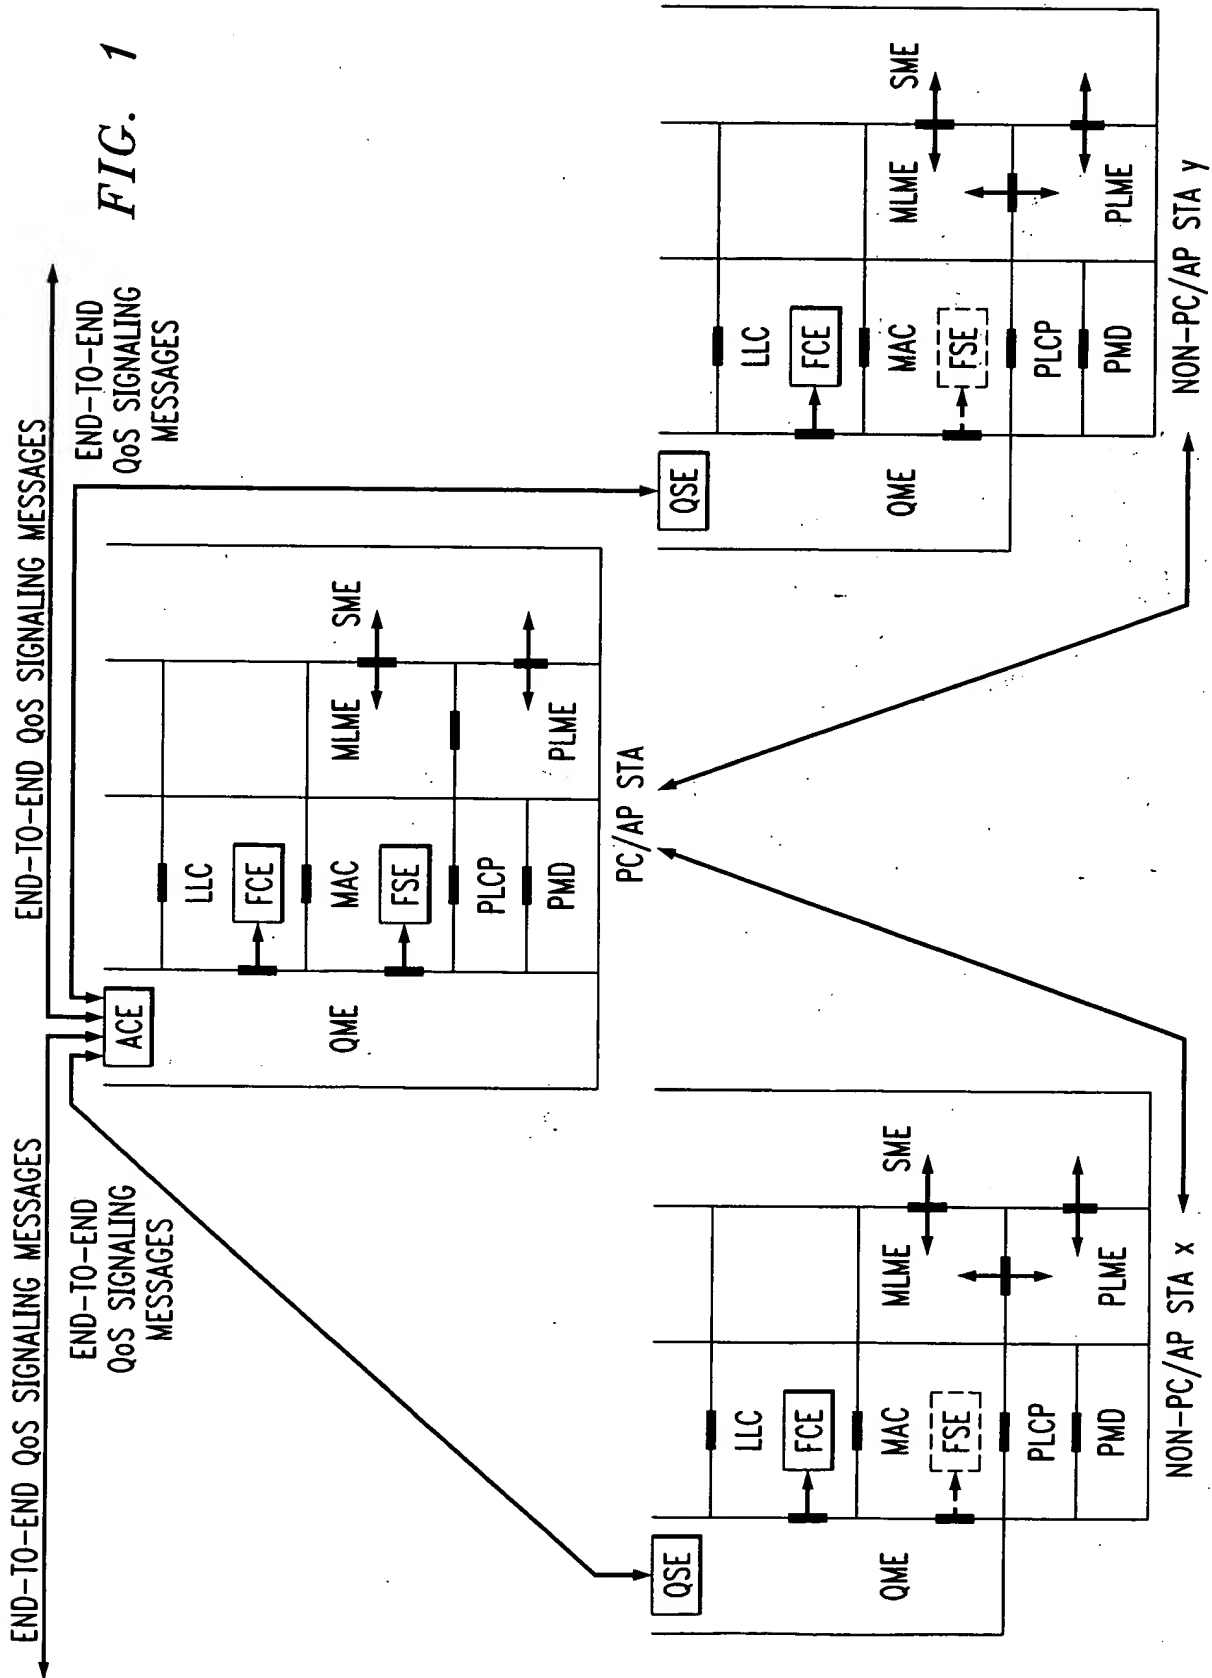 FIG. 1
END-TO-END QoS SIGNALING MESSAGES
END-TO-END QoS SIGNALING MESSAGES
END-TO-END
QoS SIGNALING
MESSAGES
END-TO-END
QoS SIGNALING
MESSAGES
ACE
QME
LLC
FCE
MAC
FSE
PLCP
PMD
MLME
PLME
SME
PC/AP STA
QSE
QME
LLC
FCE
MAC
FSE
PLCP
PMD
MLME
PLME
SME
NON-PC/AP STA x
QSE
QME
LLC
FCE
MAC
FSE
PLCP
PMD
MLME
PLME
SME
NON-PC/AP STA y